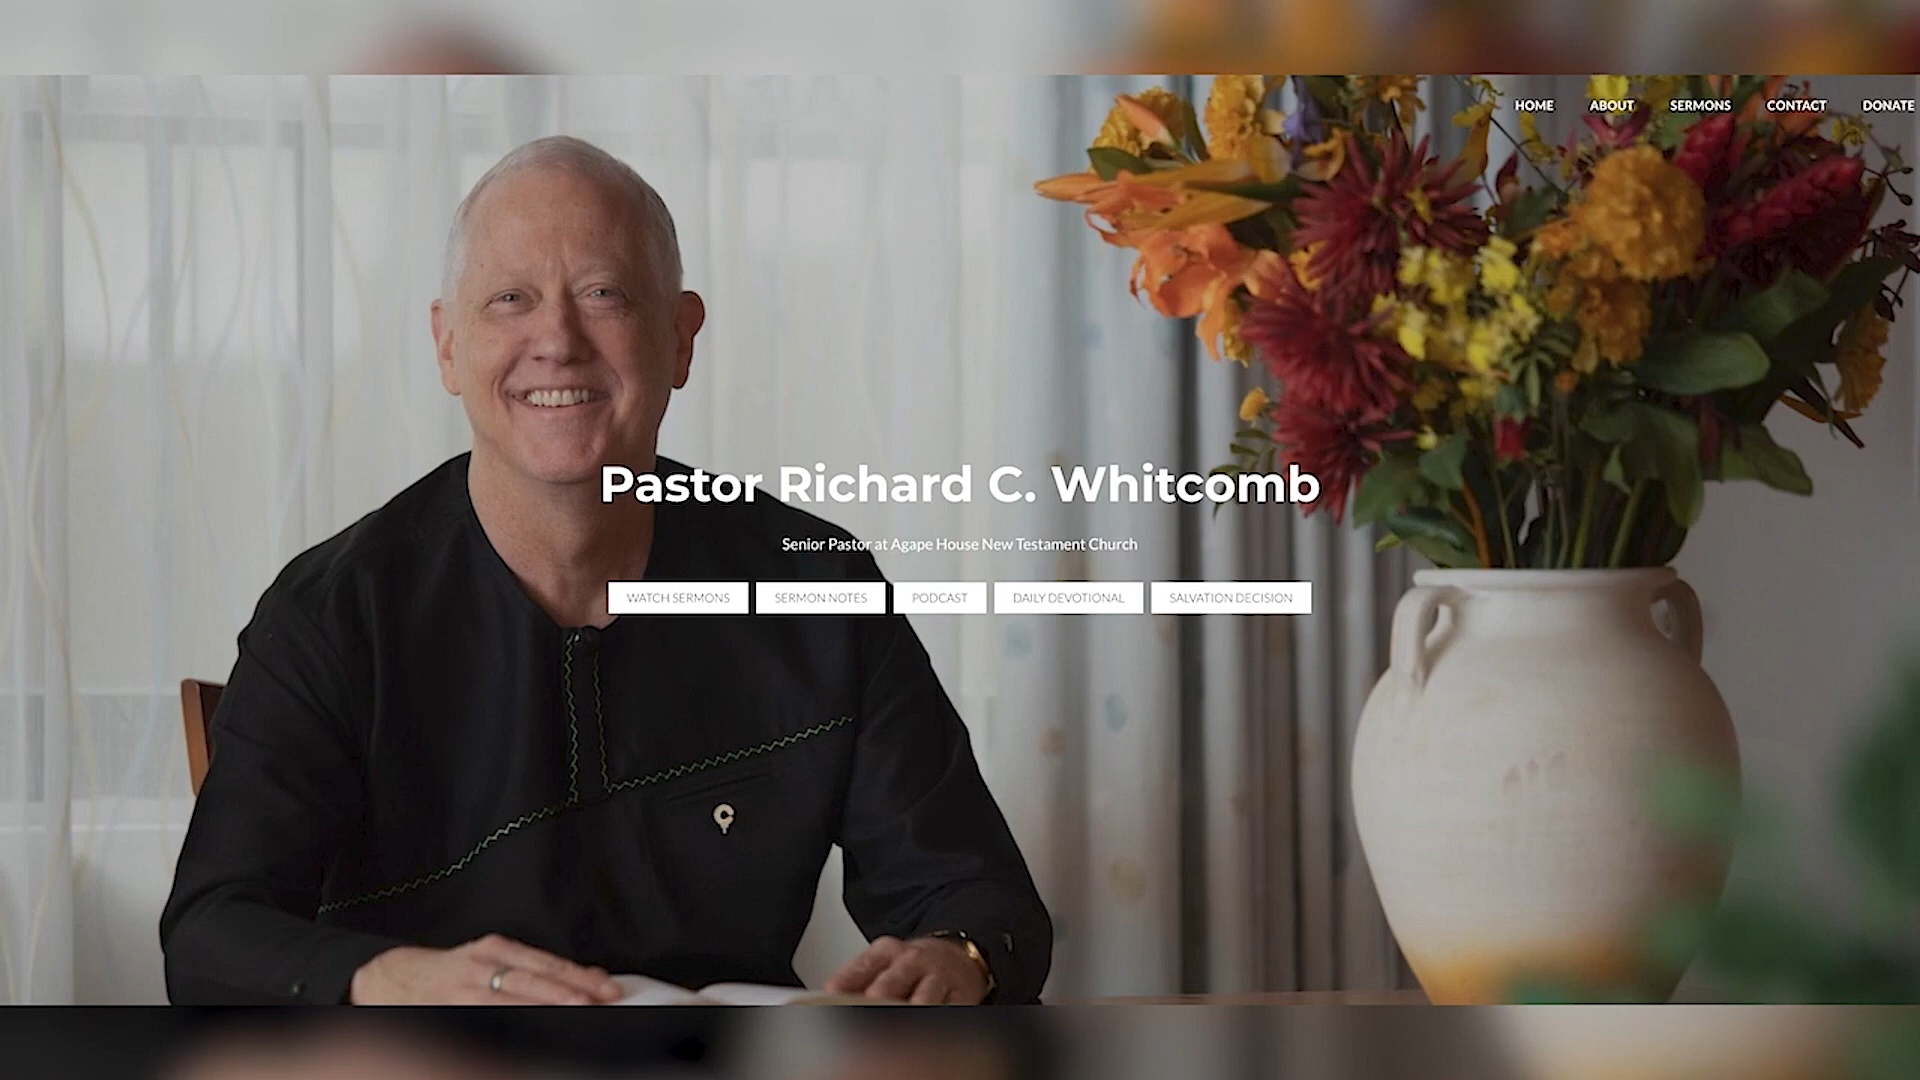 HOME ABOUT SERMONS CONTACT DONATE
Pastor Richard C. Whitcomb
Senior Pastor at Agape House New Testament Church
WATCH SERMONS SERMON NOTES PODCAST DAILY DEVOTIONAL SALVATION DECISION